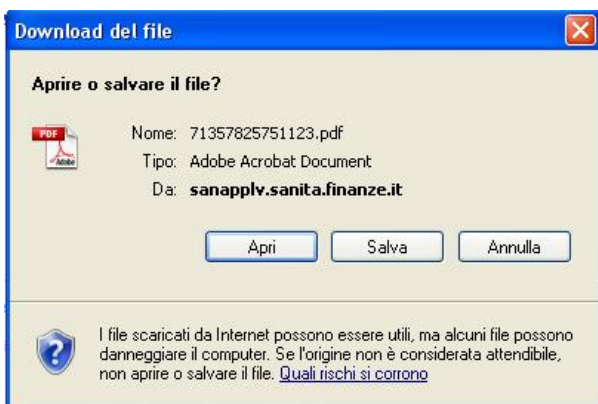 Download del file
Aprire o salvare il file?
PDF
Adobe
Nome: 71357825751123.pdf
Tipo: Adobe Acrobat Document
Da: sanapplv.sanita.finanze.it
Apri Salva Annulla
I file scaricati da Internet possono essere utili, ma alcuni file possono
danneggiare il computer. Se l'origine non è considerata attendibile,
non aprire o salvare il file. Quali rischi si corrono